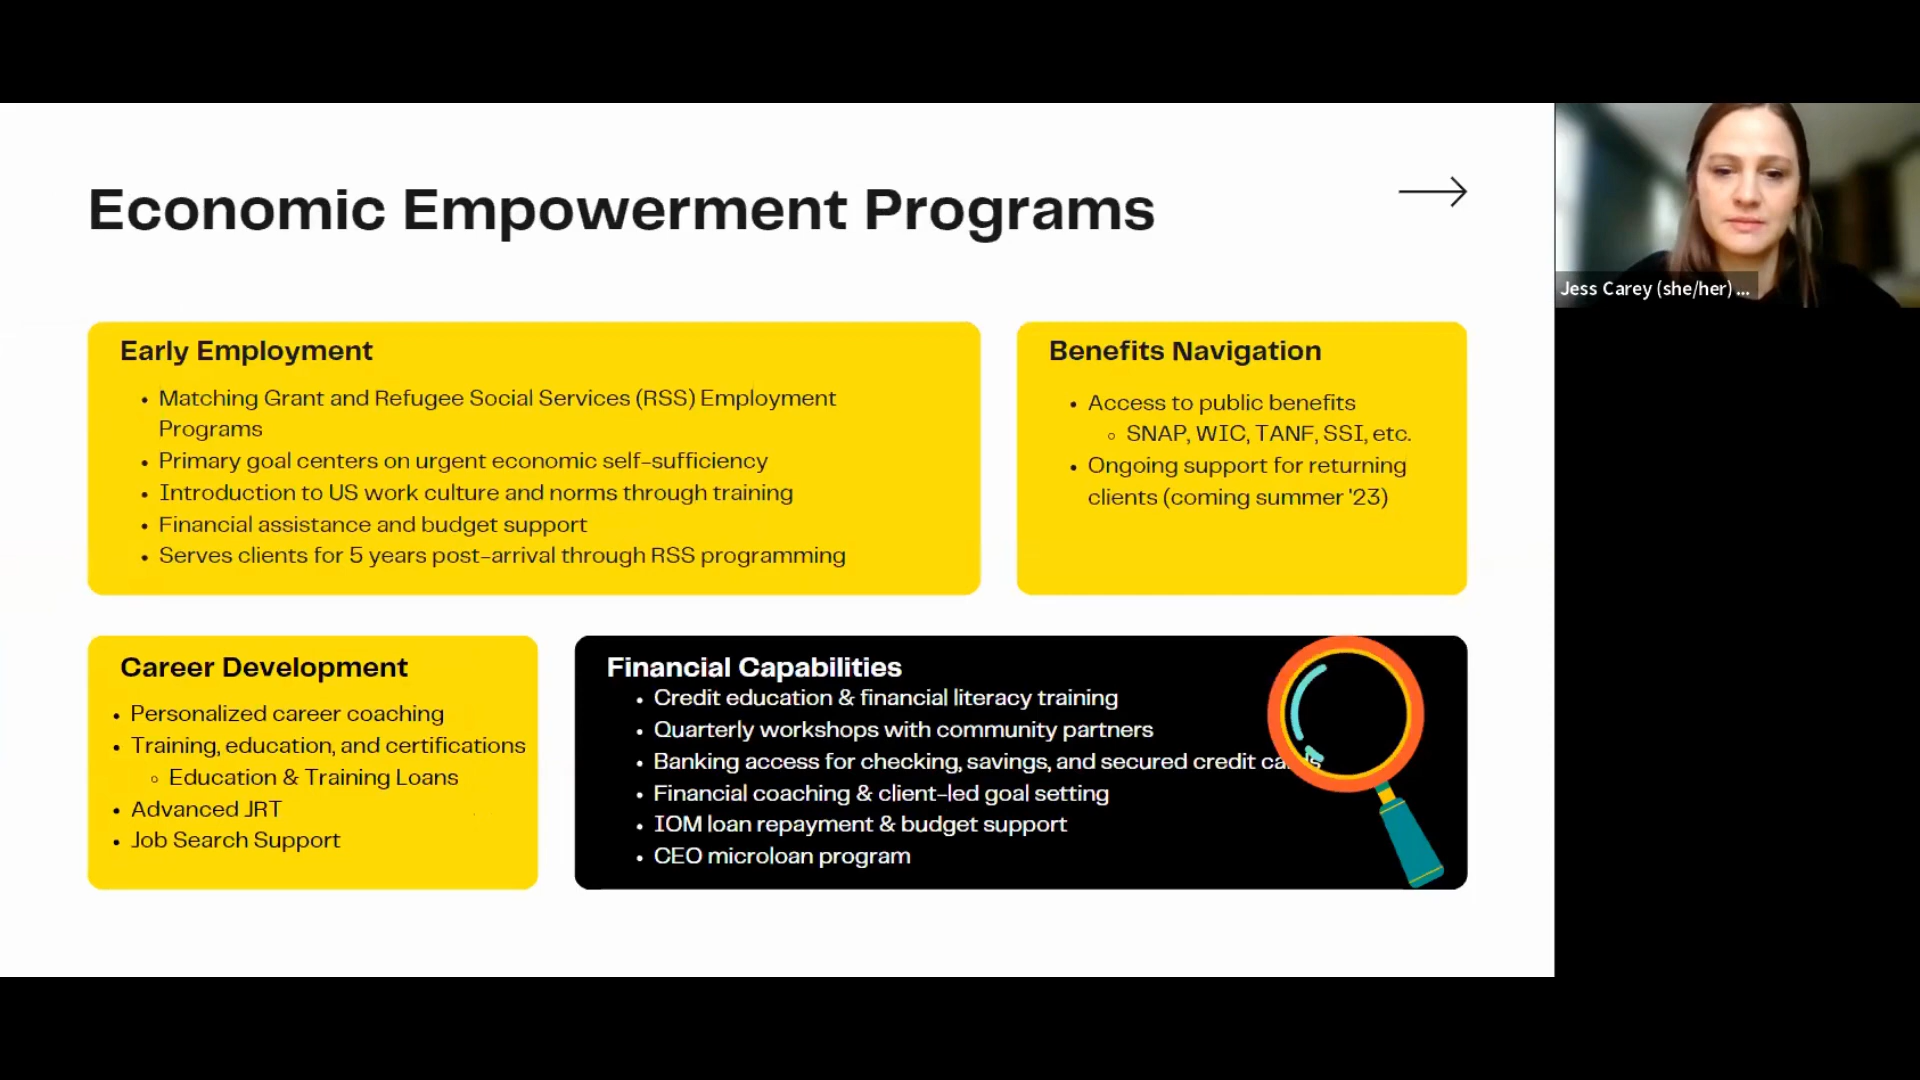 Economic Empowerment Programs
Early Employment
• Matching Grant and Refugee Social Services (RSS) Employment
Programs
• Primary goal centers on urgent economic self-sufficiency
• Introduction to US work culture and norms through training
• Financial assistance and budget support
• Serves clients for 5 years post-arrival through RSS programming
Benefits Navigation
• Access to public benefits
◦ SNAP, WIC, TANF, SSI, etc.
• Ongoing support for returning
clients (coming summer '23)
Career Development
• Personalized career coaching
• Training, education, and certifications
◦ Education & Training Loans
• Advanced JRT
• Job Search Support
Financial Capabilities
• Credit education & financial literacy training
• Quarterly workshops with community partners
• Banking access for checking, savings, and secured credit
• Financial coaching & client-led goal setting
• IOM loan repayment & budget support
• CEO microloan program
Jess Carey (she/her) ...